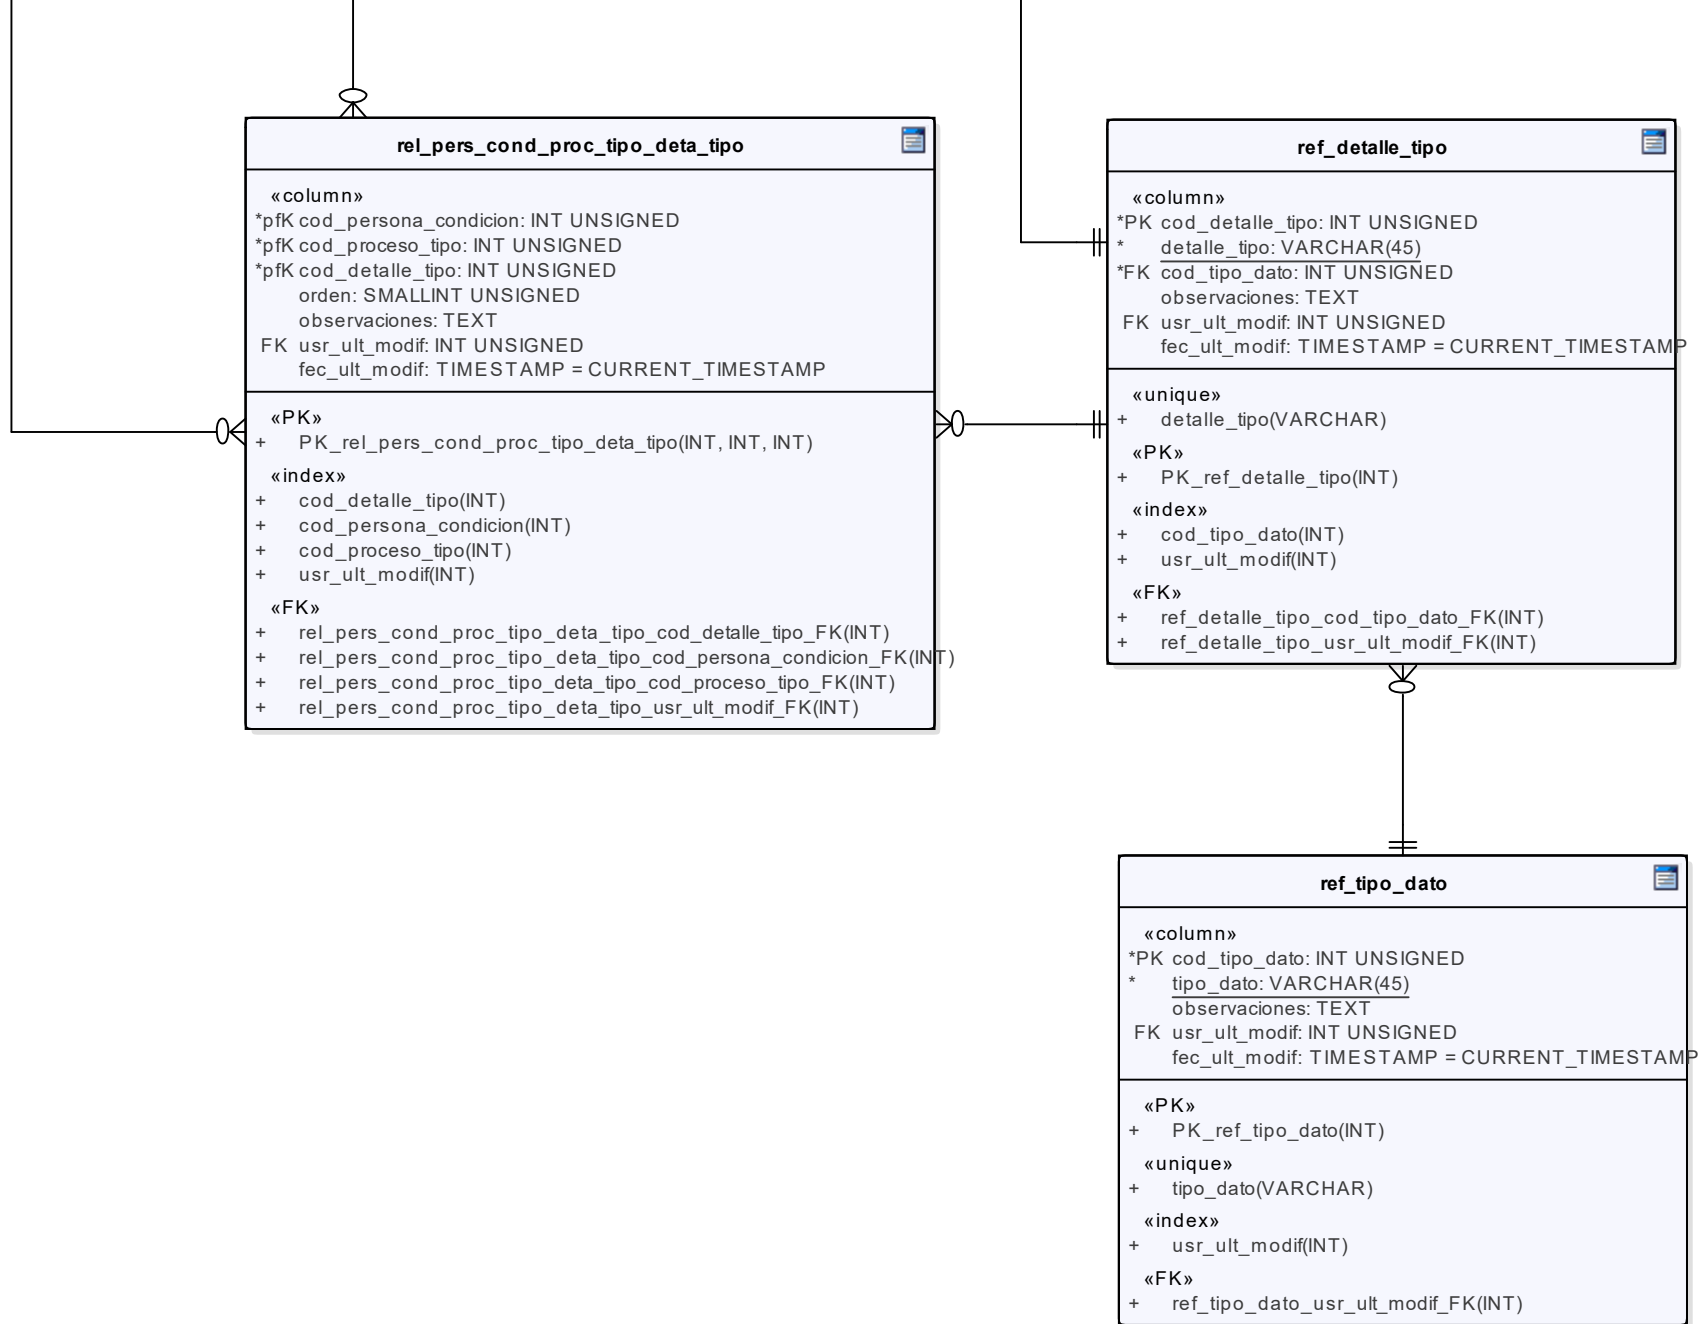 rel_pers_cond_proc_tipo_deta_tipo
«column»
*pfK cod_persona_condicion: INT UNSIGNED
*pfK cod_proceso_tipo: INT UNSIGNED
*pfK cod_detalle_tipo: INT UNSIGNED
orden: SMALLINT UNSIGNED
observaciones: TEXT
FK usr_ult_modif: INT UNSIGNED
fec_ult_modif: TIMESTAMP = CURRENT_TIMESTAMP
«PK»
+ PK_rel_pers_cond_proc_tipo_deta_tipo(INT, INT, INT)
«index»
+ cod_detalle_tipo(INT)
+ cod_persona_condicion(INT)
+ cod_proceso_tipo(INT)
+ usr_ult_modif(INT)
«FK»
+ rel_pers_cond_proc_tipo_deta_tipo_cod_detalle_tipo_FK(INT)
+ rel_pers_cond_proc_tipo_deta_tipo_cod_persona_condicion_FK(INT)
+ rel_pers_cond_proc_tipo_deta_tipo_cod_proceso_tipo_FK(INT)
+ rel_pers_cond_proc_tipo_deta_tipo_usr_ult_modif_FK(INT)
ref_detalle_tipo
«column»
*PK cod_detalle_tipo: INT UNSIGNED
* detalle_tipo: VARCHAR(45)
*FK cod_tipo_dato: INT UNSIGNED
observaciones: TEXT
FK usr_ult_modif: INT UNSIGNED
fec_ult_modif: TIMESTAMP = CURRENT_TIMESTAMP
«unique»
+ detalle_tipo(VARCHAR)
«PK»
+ PK_ref_detalle_tipo(INT)
«index»
+ cod_tipo_dato(INT)
+ usr_ult_modif(INT)
«FK»
+ ref_detalle_tipo_cod_tipo_dato_FK(INT)
+ ref_detalle_tipo_usr_ult_modif_FK(INT)
ref_tipo_dato
«column»
*PK cod_tipo_dato: INT UNSIGNED
* tipo_dato: VARCHAR(45)
observaciones: TEXT
FK usr_ult_modif: INT UNSIGNED
fec_ult_modif: TIMESTAMP = CURRENT_TIMESTAMP
«PK»
+ PK_ref_tipo_dato(INT)
«unique»
+ tipo_dato(VARCHAR)
«index»
+ usr_ult_modif(INT)
«FK»
+ ref_tipo_dato_usr_ult_modif_FK(INT)